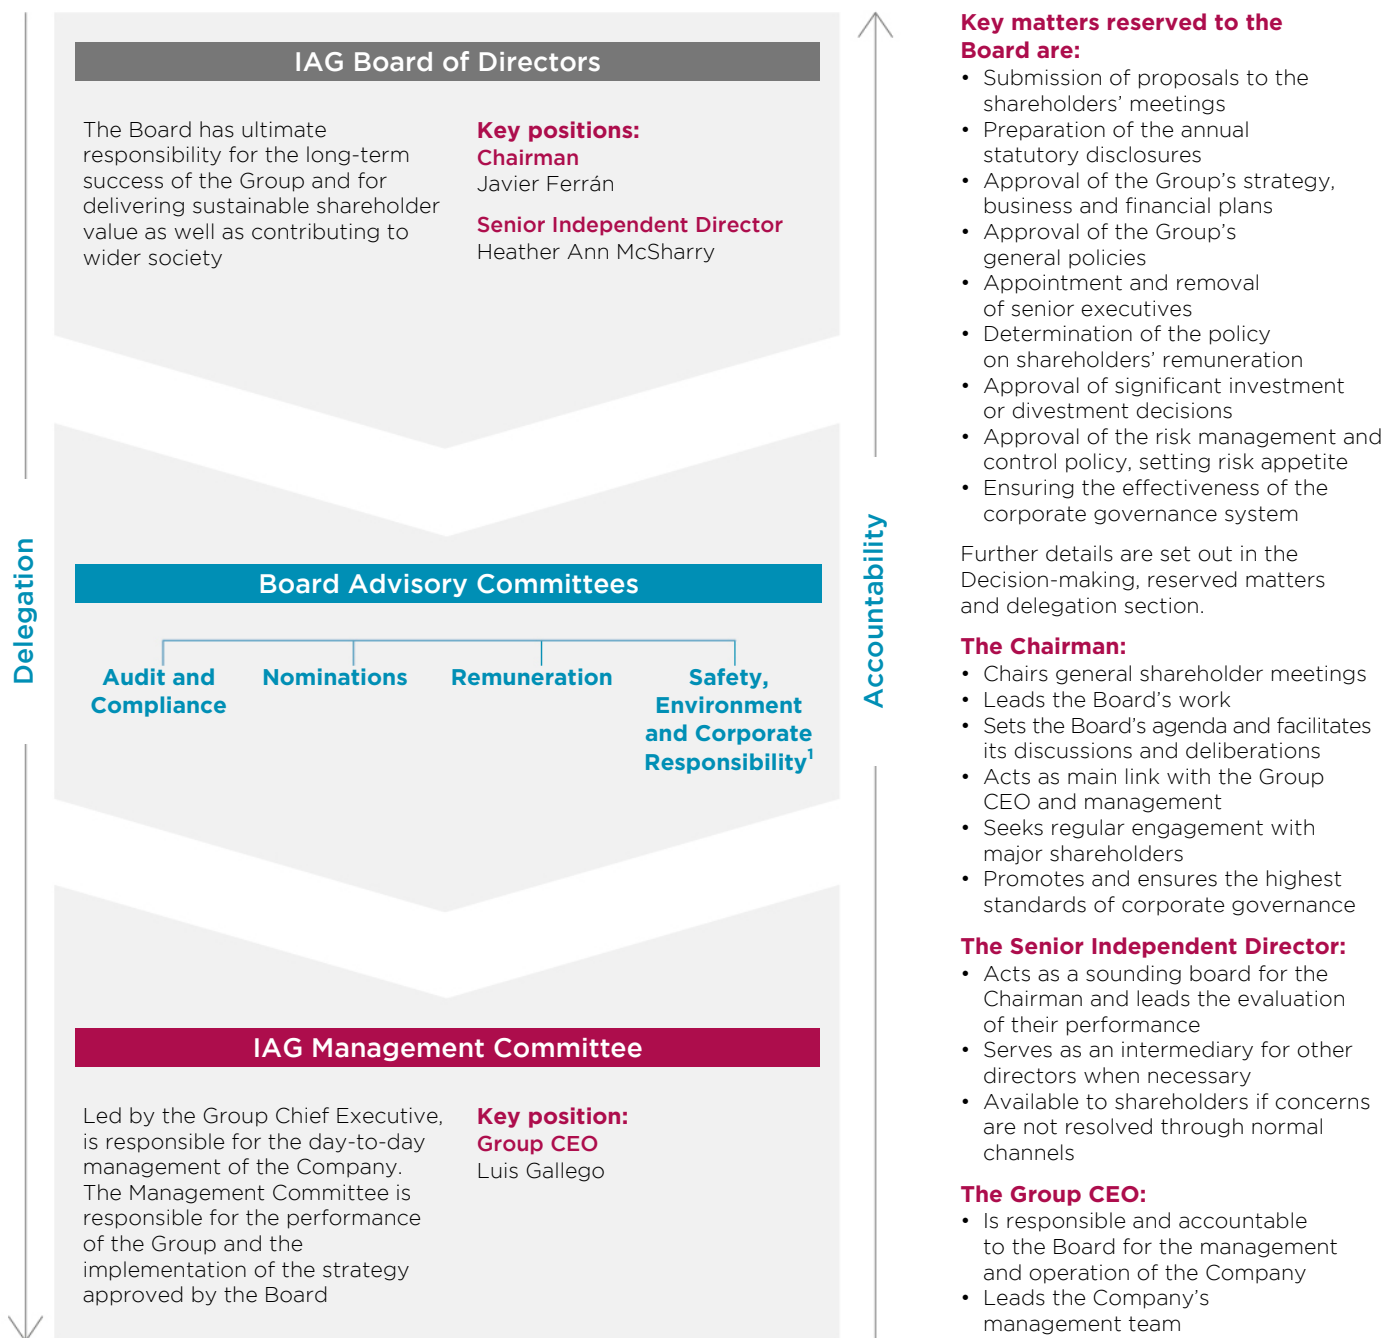 IAG Board of Directors
The Board has ultimate
responsibility for the long-term
success of the Group and for
delivering sustainable shareholder
value as well as contributing to
wider society
Key positions:
Chairman
Javier Ferrán
Senior Independent Director
Heather Ann McSharry
Delegation
Accountability
Board Advisory Committees
Audit and
Compliance
Nominations
Remuneration
Safety,
Environment
and Corporate
Responsibility¹
IAG Management Committee
Led by the Group Chief Executive,
is responsible for the day-to-day
management of the Company.
The Management Committee is
responsible for the performance
of the Group and the
implementation of the strategy
approved by the Board
Key position:
Group CEO
Luis Gallego
Key matters reserved to the
Board are:
• Submission of proposals to the
shareholders’ meetings
• Preparation of the annual
statutory disclosures
• Approval of the Group’s strategy,
business and financial plans
• Approval of the Group’s
general policies
• Appointment and removal
of senior executives
• Determination of the policy
on shareholders’ remuneration
• Approval of significant investment
or divestment decisions
• Approval of the risk management and
control policy, setting risk appetite
• Ensuring the effectiveness of the
corporate governance system
Further details are set out in the
Decision-making, reserved matters
and delegation section.
The Chairman:
• Chairs general shareholder meetings
• Leads the Board’s work
• Sets the Board’s agenda and facilitates
its discussions and deliberations
• Acts as main link with the Group
CEO and management
• Seeks regular engagement with
major shareholders
• Promotes and ensures the highest
standards of corporate governance
The Senior Independent Director:
• Acts as a sounding board for the
Chairman and leads the evaluation
of their performance
• Serves as an intermediary for other
directors when necessary
• Available to shareholders if concerns
are not resolved through normal
channels
The Group CEO:
• Is responsible and accountable
to the Board for the management
and operation of the Company
• Leads the Company’s
management team